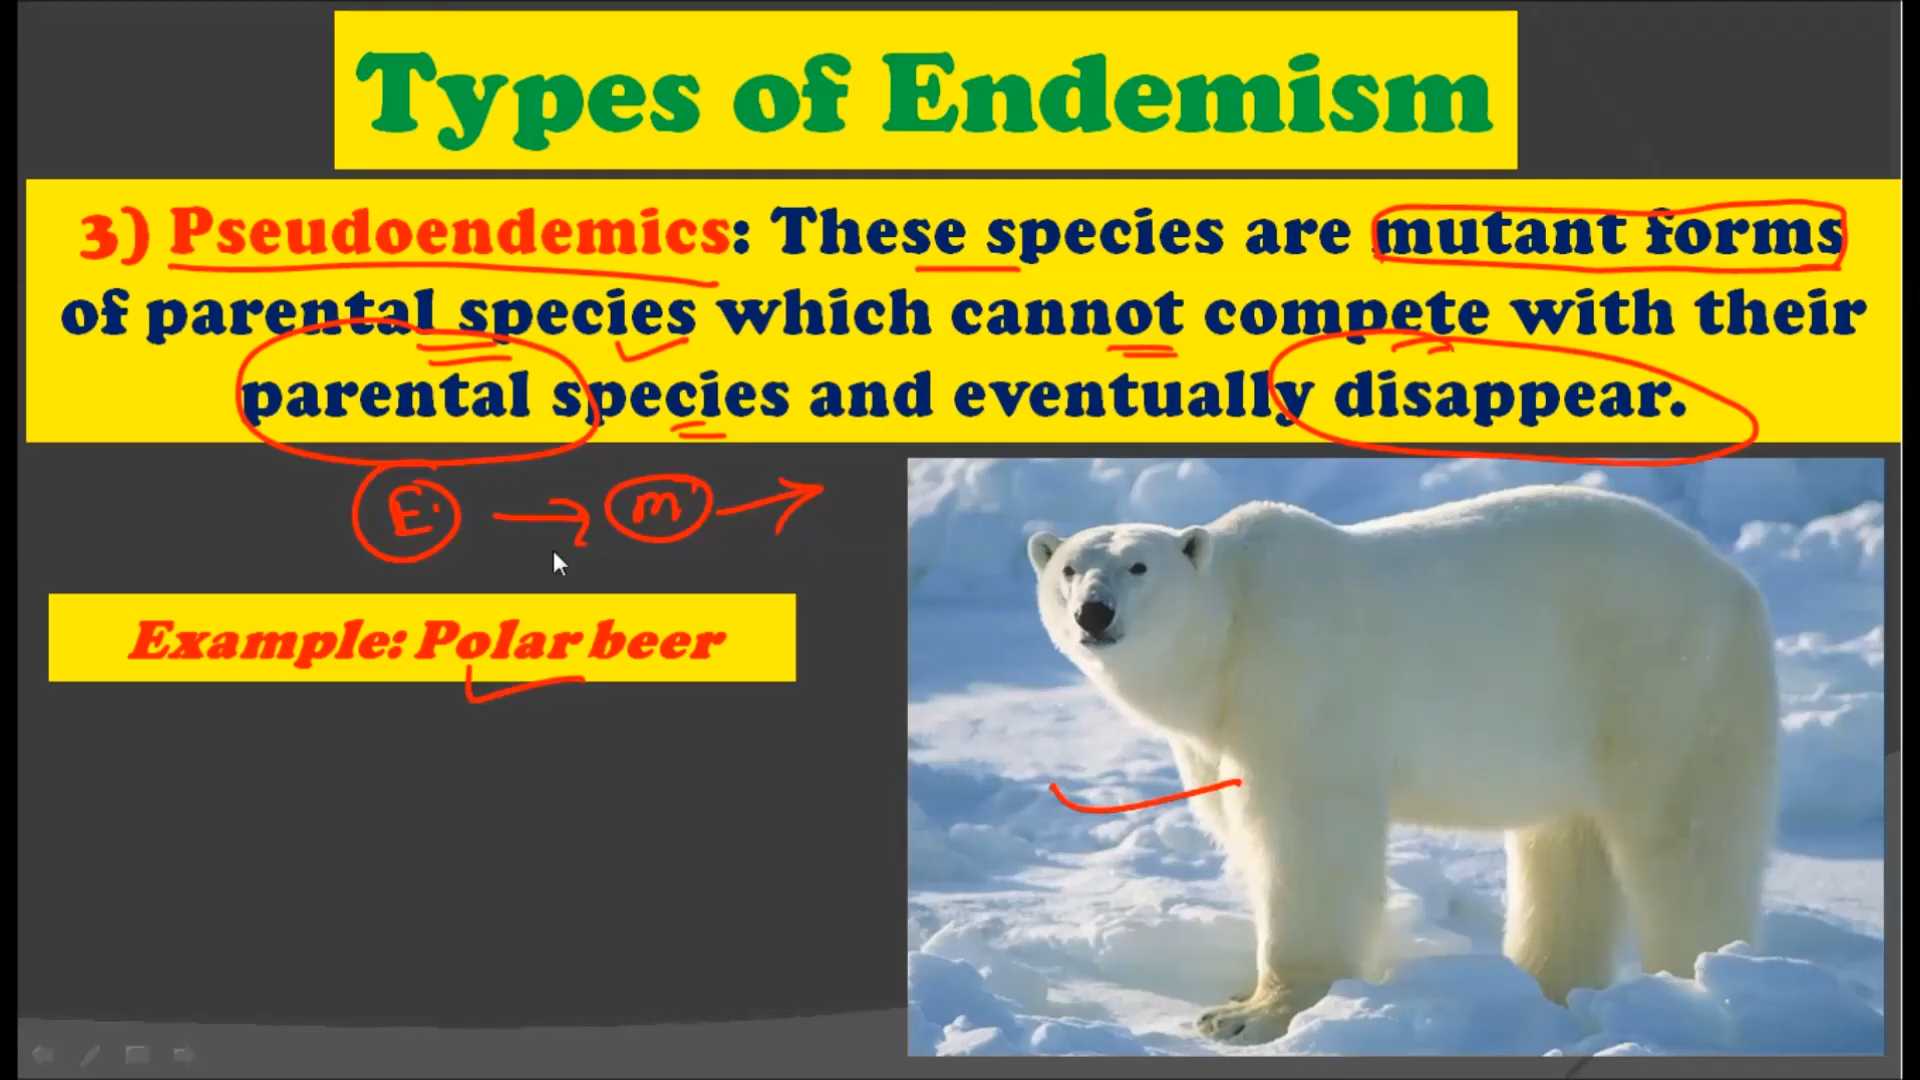 Types of Endemism
3) Pseudoendemics: These species are mutant forms
of parental species which cannot compete with their
parental species and eventually disappear.
E → m →
Example: Polar beer